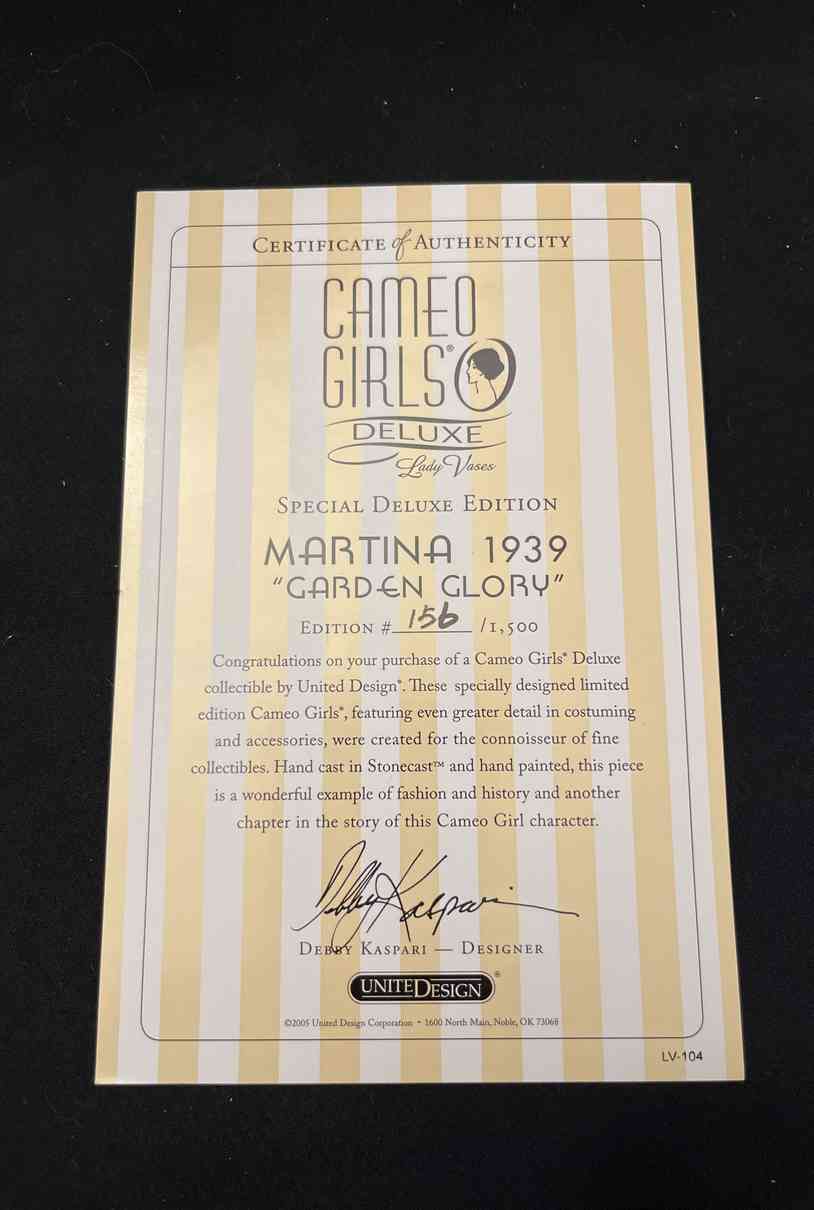 CERTIFICATE of AUTHENTICITY
CAMEO
GIRLS®
DELUXE
Lady Vases
SPECIAL DELUXE EDITION
MARTINA 1939
"GARDEN GLORY"
EDITION # 156 /1,500
Congratulations on your purchase of a Cameo Girls® Deluxe
collectible by United Design®. These specially designed limited
edition Cameo Girls®, featuring even greater detail in costuming
and accessories, were created for the connoisseur of fine
collectibles. Hand cast in Stonecast™ and hand painted, this piece
is a wonderful example of fashion and history and another
chapter in the story of this Cameo Girl character.
Debby Kaspari
DEBBY KASPARI — DESIGNER
UNITEDESIGN®
©2005 United Design Corporation • 1600 North Main, Noble, OK 73068
LV-104